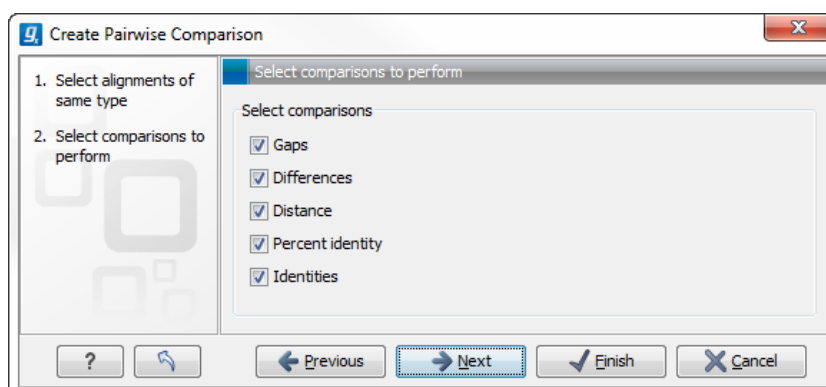 Create Pairwise Comparison
1. Select alignments of
same type
2. Select comparisons to
perform
Select comparisons to perform
Select comparisons
Gaps
Differences
Distance
Percent identity
Identities
?
Previous
Next
Finish
Cancel